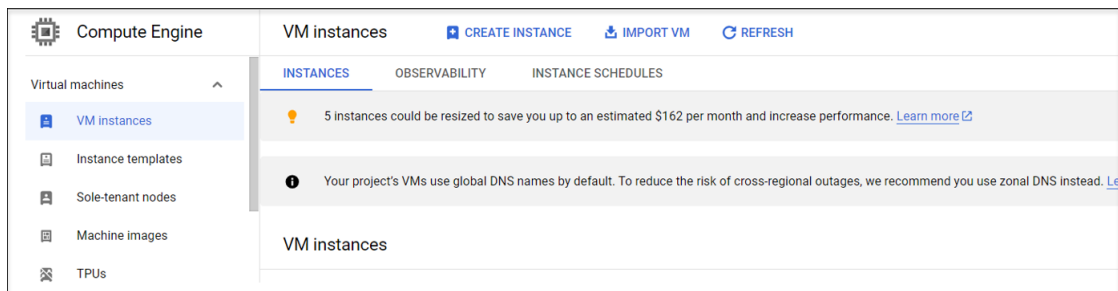 Compute Engine
VM instances
CREATE INSTANCE
IMPORT VM
REFRESH
Virtual machines
VM instances
Instance templates
Sole-tenant nodes
Machine images
TPUs
INSTANCES
OBSERVABILITY
INSTANCE SCHEDULES
5 instances could be resized to save you up to an estimated $162 per month and increase performance. Learn more
Your project's VMs use global DNS names by default. To reduce the risk of cross-regional outages, we recommend you use zonal DNS instead.
VM instances